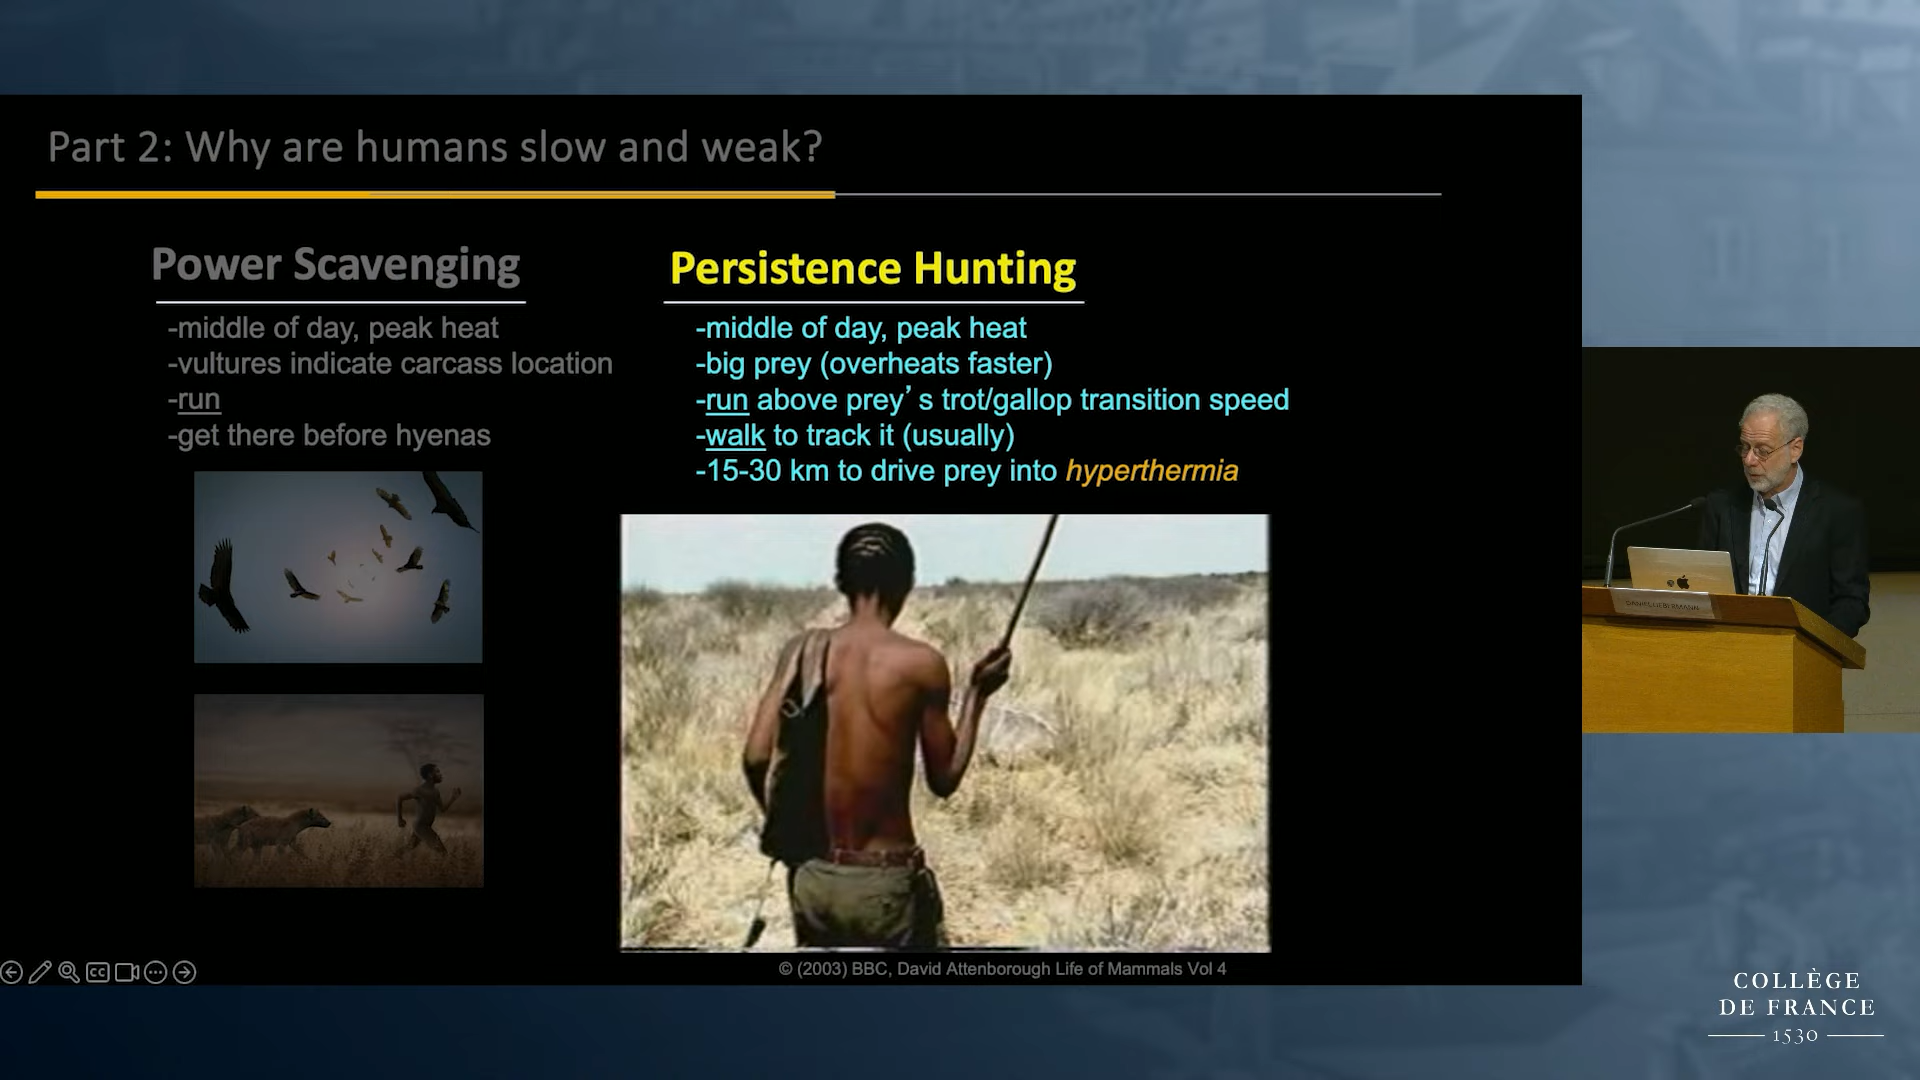 Part 2: Why are humans slow and weak?
Power Scavenging
-middle of day, peak heat
-vultures indicate carcass location
-run
-get there before hyenas
Persistence Hunting
-middle of day, peak heat
-big prey (overheats faster)
-run above prey’s trot/gallop transition speed
-walk to track it (usually)
-15-30 km to drive prey into hyperthermia
© (2003) BBC, David Attenborough Life of Mammals Vol 4
CC
COLLÈGE
DE FRANCE
1530